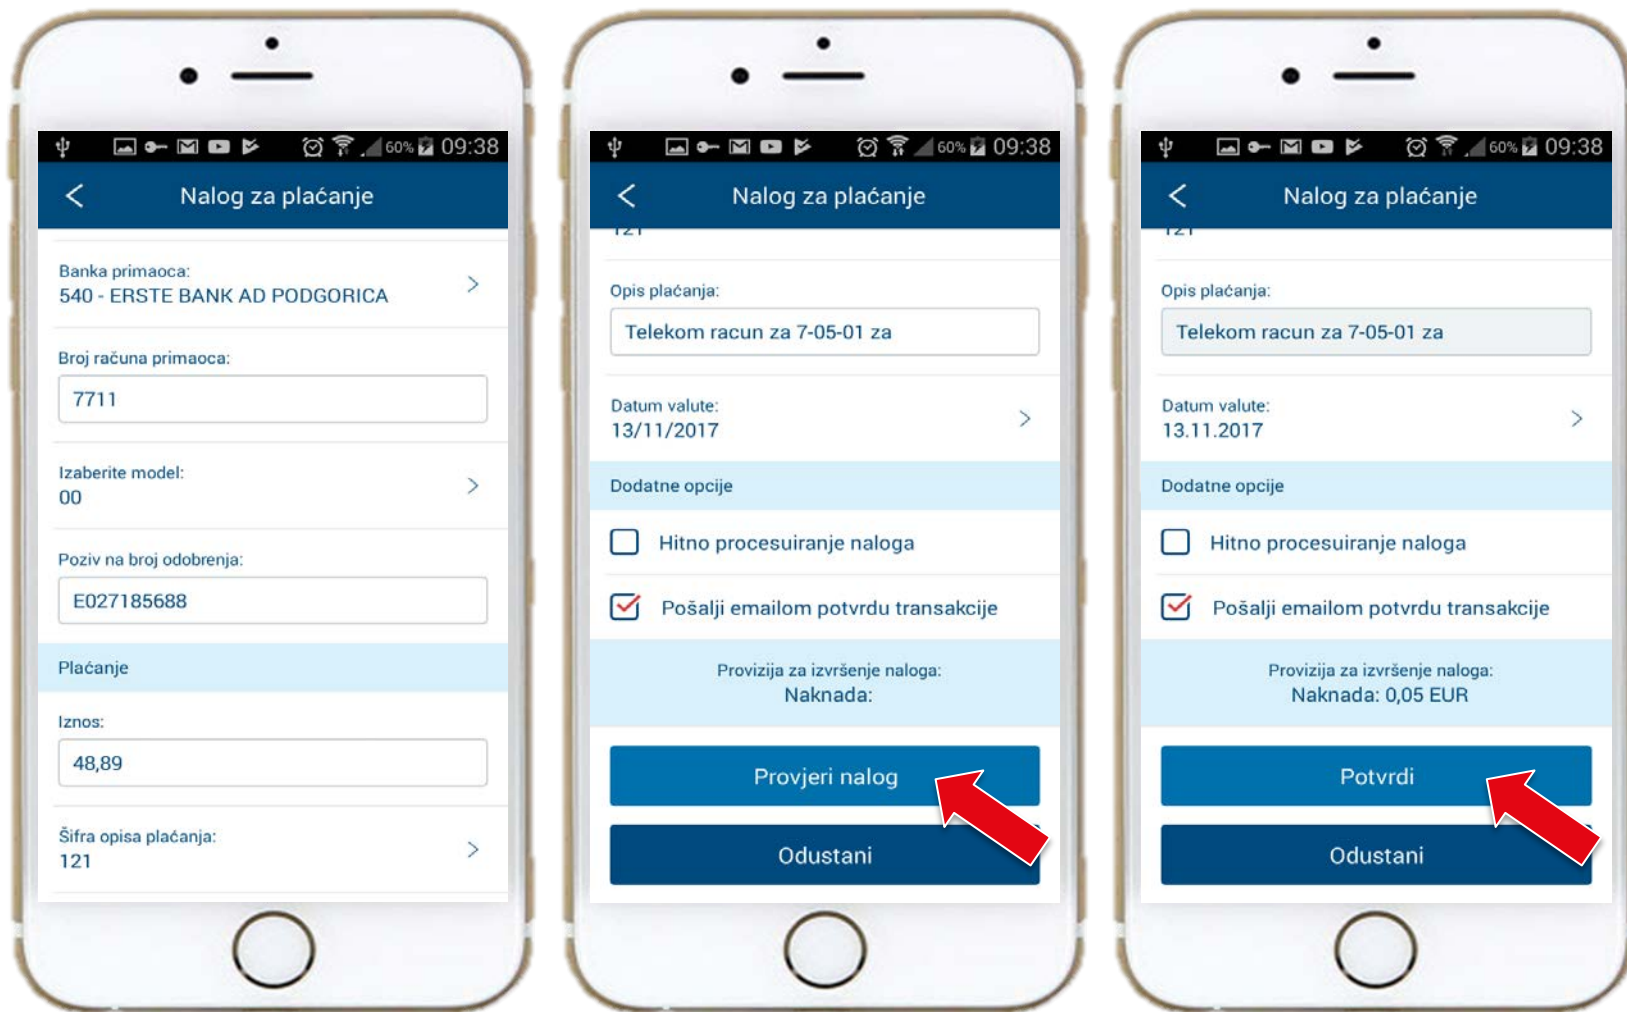 60% 09:38
Nalog za plaćanje
Banka primaoca:
540 - ERSTE BANK AD PODGORICA
Broj računa primaoca:
7711
Izaberite model:
00
Poziv na broj odobrenja:
E027185688
Plaćanje
Iznos:
48,89
Šifra opisa plaćanja:
121
60% 09:38
Nalog za plaćanje
121
Opis plaćanja:
Telekom racun za 7-05-01 za
Datum valute:
13/11/2017
Dodatne opcije
Hitno procesuiranje naloga
Pošalji emailom potvrdu transakcije
Provizija za izvršenje naloga:
Naknada:
Provjeri nalog
Odustani
60% 09:38
Nalog za plaćanje
121
Opis plaćanja:
Telekom racun za 7-05-01 za
Datum valute:
13.11.2017
Dodatne opcije
Hitno procesuiranje naloga
Pošalji emailom potvrdu transakcije
Provizija za izvršenje naloga:
Naknada: 0,05 EUR
Potvrdi
Odustani